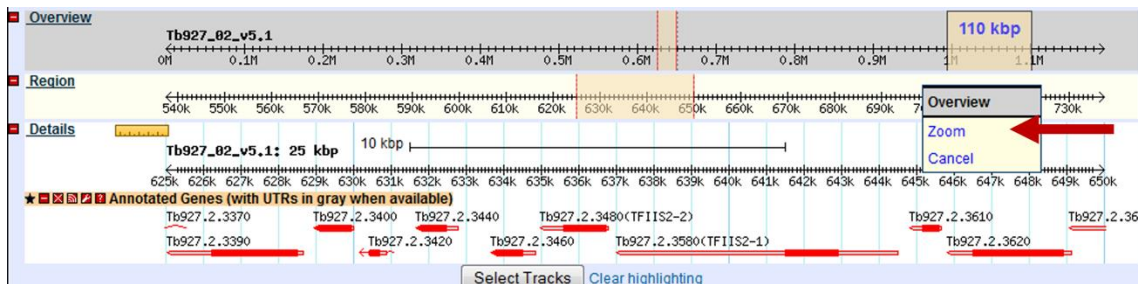 Overview
Tb927_02_v5.1
110 kbp
0M 0.1M 0.2M 0.3M 0.4M 0.5M 0.6M 0.7M 0.8M 0.9M 1M 1.1M
Region
540k 550k 560k 570k 580k 590k 600k 610k 620k 630k 640k 650k 660k 670k 680k 690k 730k
Overview
Zoom
Cancel
Details
10 kbp
Tb927_02_v5.1: 25 kbp
625k 626k 627k 628k 629k 630k 631k 632k 633k 634k 635k 636k 637k 638k 639k 640k 641k 642k 643k 644k 645k 646k 647k 648k 649k 650k
Annotated Genes (with UTRs in gray when available)
Tb927.2.3370 Tb927.2.3400 Tb927.2.3440 Tb927.2.3480(TFIIS2-2) Tb927.2.3610 Tb927.2.36
Tb927.2.3390 Tb927.2.3420 Tb927.2.3460 Tb927.2.3580(TFIIS2-1) Tb927.2.3620
Select Tracks Clear highlighting